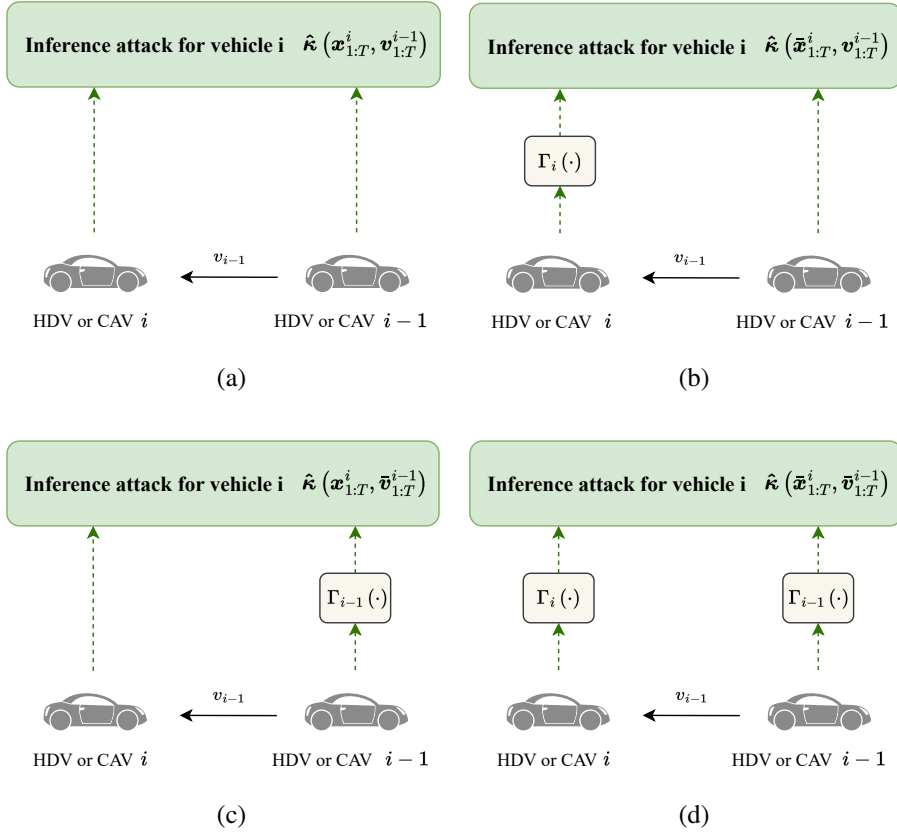 Inference attack for vehicle i κ̂ (x^i_{1:T}, v^{i-1}_{1:T})
Inference attack for vehicle i κ̂ (x̄^i_{1:T}, v^{i-1}_{1:T})
Γ_i (·)
v_{i-1}
v_{i-1}
HDV or CAV i
HDV or CAV i − 1
HDV or CAV i
HDV or CAV i − 1
(a)
(b)
Inference attack for vehicle i κ̂ (x^i_{1:T}, v̄^{i-1}_{1:T})
Inference attack for vehicle i κ̂ (x̄^i_{1:T}, v̄^{i-1}_{1:T})
Γ_{i-1} (·)
Γ_i (·)
Γ_{i-1} (·)
v_{i-1}
v_{i-1}
HDV or CAV i
HDV or CAV i − 1
HDV or CAV i
HDV or CAV i − 1
(c)
(d)